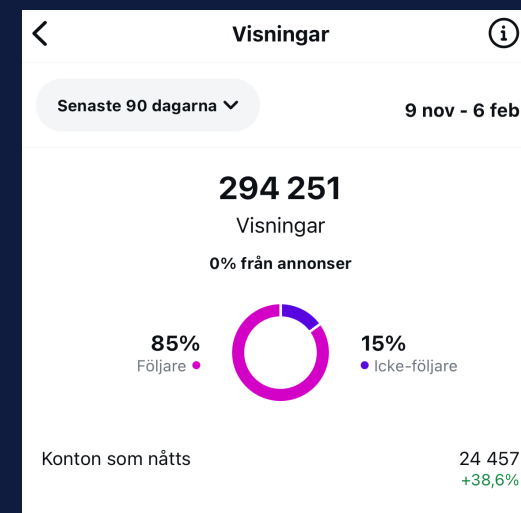 Visningar
Senaste 90 dagarna
9 nov - 6 feb
294 251
Visningar
0% från annonser
85%
Följare
15%
Icke-följare
Konton som nåtts
24 457
+38,6%